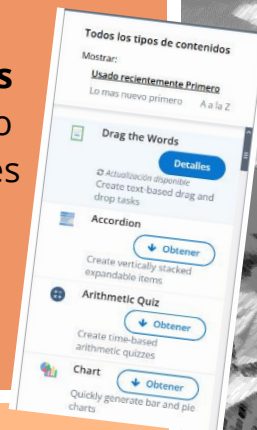 s
o
es
Todos los tipos de contenidos
Mostrar:
Usado recientemente Primero
Lo mas nuevo primero A a la Z
Drag the Words
Detalles
Actualización disponible
Create text-based drag and
drop tasks
Accordion
Obtener
Create vertically stacked
expandable items
Arithmetic Quiz
Obtener
Create time-based
arithmetic quizzes
Chart
Obtener
Quickly generate bar and pie
charts